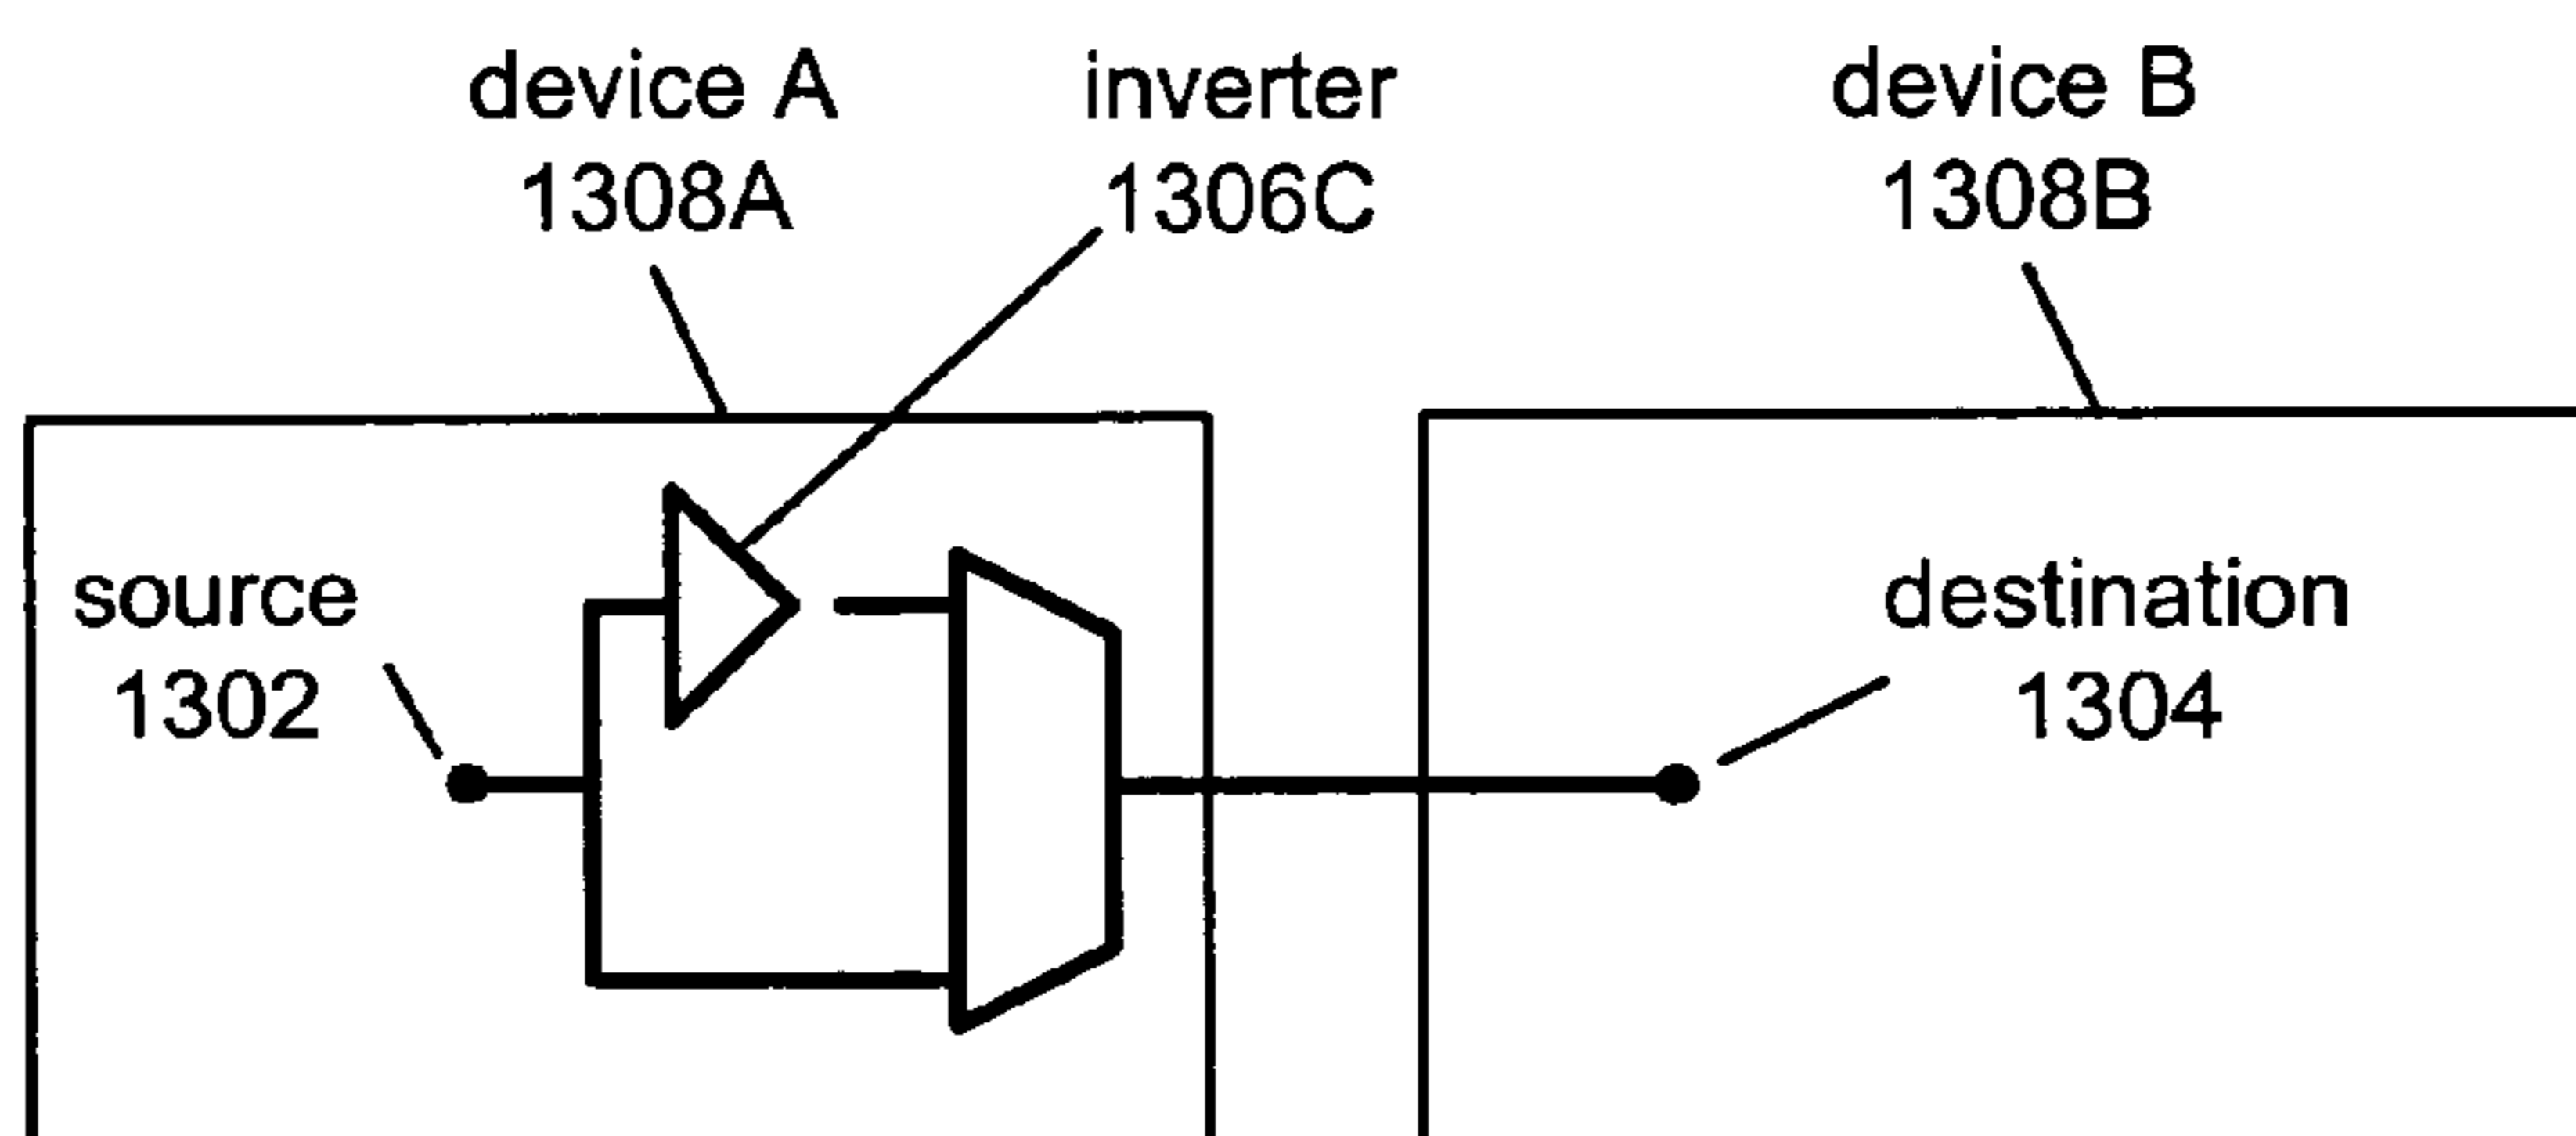 device A
1308A
inverter
1306C
device B
1308B
source
1302
destination
1304